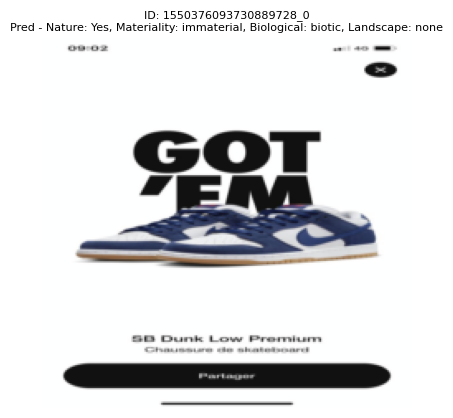 ID: 1550376093730889728_0
Pred - Nature: Yes, Materiality: immaterial, Biological: biotic, Landscape: none
09:02
4G
GOT
'EM
SB Dunk Low Premium
Chaussure de skateboard
Partager